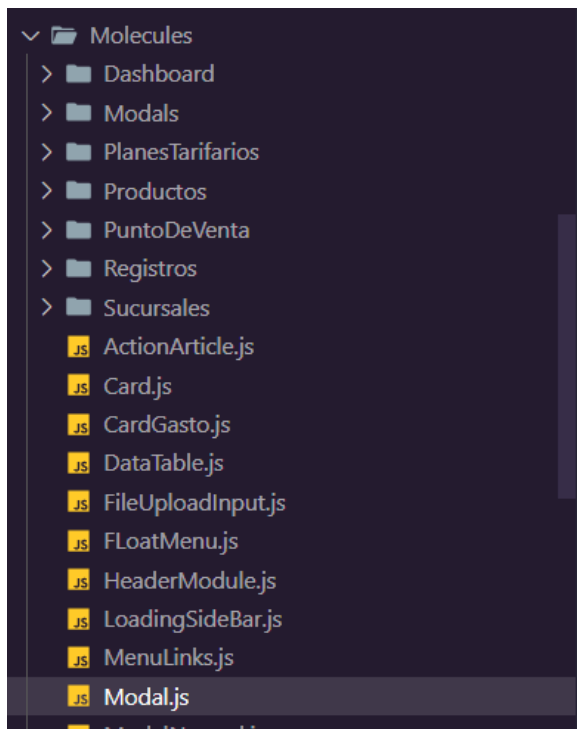 Molecules
Dashboard
Modals
PlanesTarifarios
Productos
PuntoDeVenta
Registros
Sucursales
JS ActionArticle.js
JS Card.js
JS CardGasto.js
JS DataTable.js
JS FileUploadInput.js
JS FLoatMenu.js
JS HeaderModule.js
JS LoadingSideBar.js
JS MenuLinks.js
JS Modal.js